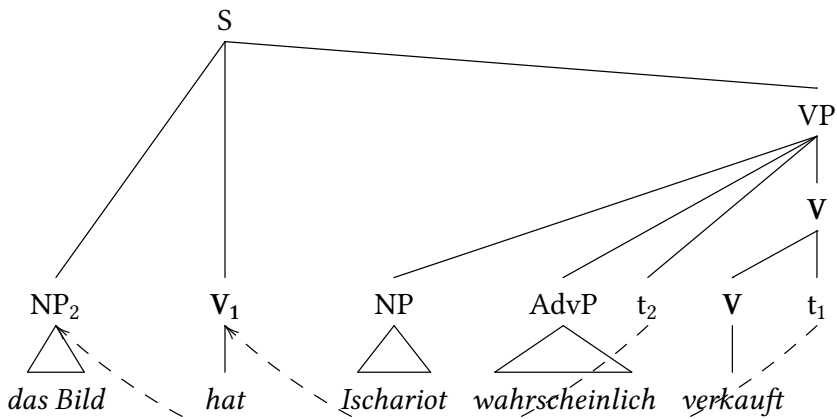 S
VP
V
NP₂ V₁ NP AdvP t₂ V t₁
das Bild hat Ischariot wahrscheinlich verkauft